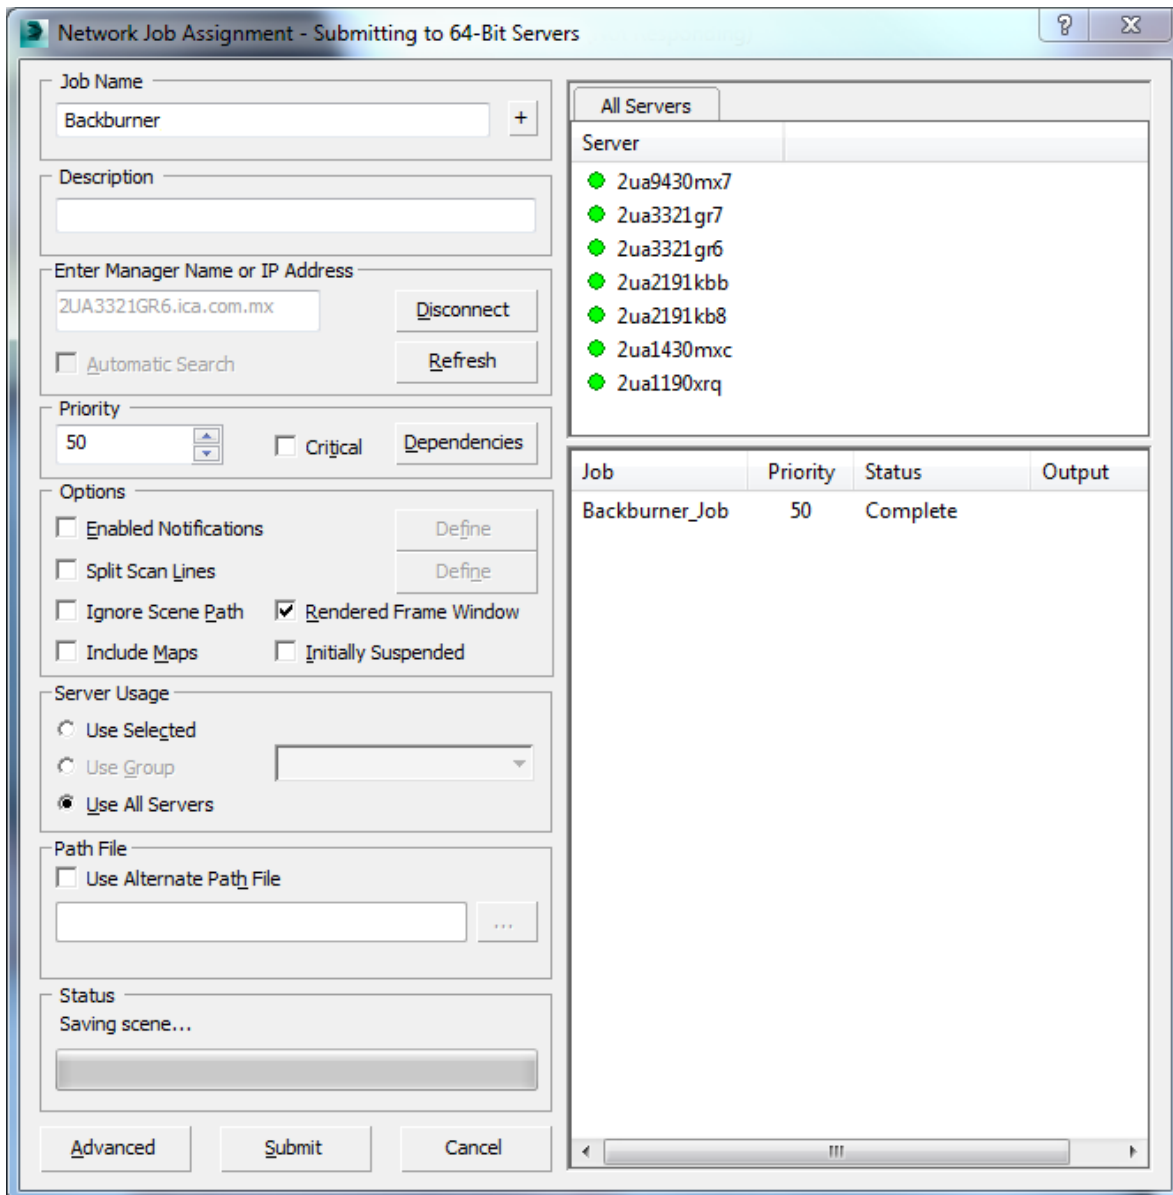 Network Job Assignment - Submitting to 64-Bit Servers
Job Name
Backburner
+
Description
Enter Manager Name or IP Address
2UA3321GR6.ica.com.mx
Disconnect
Automatic Search
Refresh
Priority
50
Critical
Dependencies
Options
Enabled Notifications
Define
Split Scan Lines
Define
Ignore Scene Path
Rendered Frame Window
Include Maps
Initially Suspended
Server Usage
Use Selected
Use Group
Use All Servers
Path File
Use Alternate Path File
...
Status
Saving scene...
Advanced
Submit
Cancel
All Servers
Server
2ua9430mx7
2ua3321gr7
2ua3321gr6
2ua2191kbb
2ua2191kb8
2ua1430mxc
2ua1190xrq
Job Priority Status Output
Backburner_Job 50 Complete